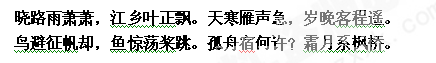 晓路雨萧萧，江乡叶正飘。天寒雁声急，岁晚客程遥。
鸟避征帆却，鱼惊荡桨跳。孤舟宿何许？霜月系枫桥。